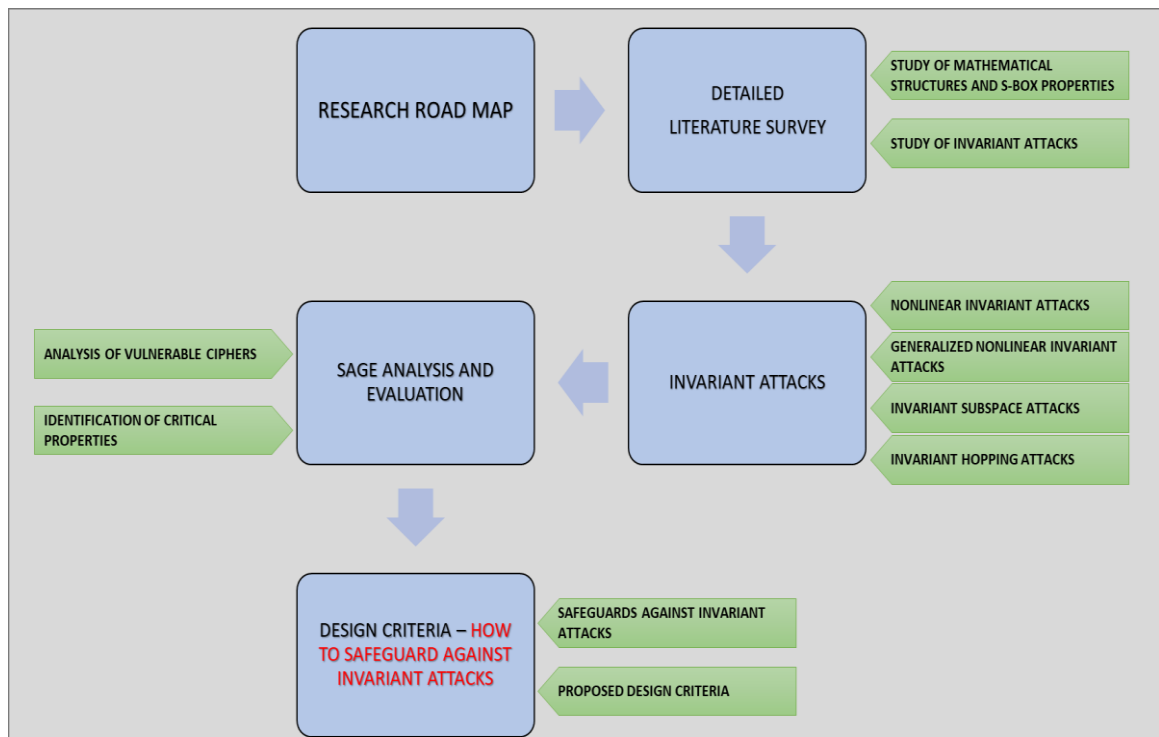 RESEARCH ROAD MAP
DETAILED
LITERATURE SURVEY
STUDY OF MATHEMATICAL
STRUCTURES AND S-BOX PROPERTIES
STUDY OF INVARIANT ATTACKS
INVARIANT ATTACKS
NONLINEAR INVARIANT ATTACKS
GENERALIZED NONLINEAR INVARIANT
ATTACKS
INVARIANT SUBSPACE ATTACKS
INVARIANT HOPPING ATTACKS
SAGE ANALYSIS AND
EVALUATION
ANALYSIS OF VULNERABLE CIPHERS
IDENTIFICATION OF CRITICAL
PROPERTIES
DESIGN CRITERIA – HOW
TO SAFEGUARD AGAINST
INVARIANT ATTACKS
SAFEGUARDS AGAINST INVARIANT
ATTACKS
PROPOSED DESIGN CRITERIA